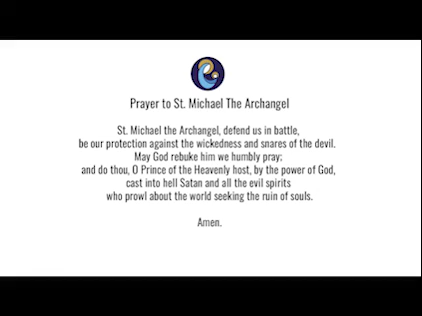 Prayer to St. Michael The Archangel
St. Michael the Archangel, defend us in battle,
be our protection against the wickedness and snares of the devil.
May God rebuke him we humbly pray;
and do thou, O Prince of the Heavenly host, by the power of God,
cast into hell Satan and all the evil spirits
who prowl about the world seeking the ruin of souls.
Amen.